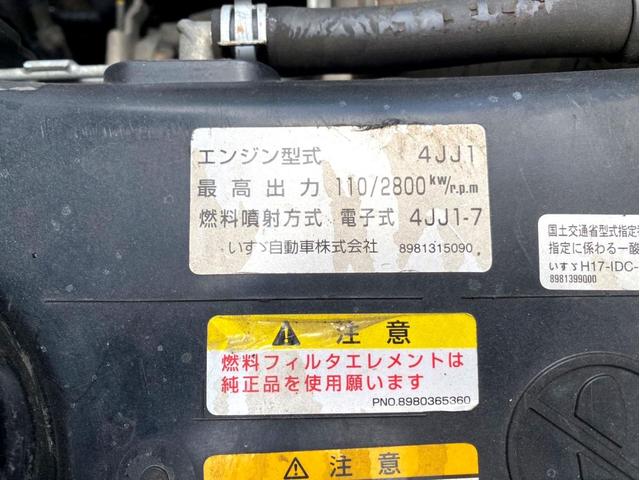 エンジン型式 4JJ1
最高出力 110/2800kw/r.p.m
燃料噴射方式 電子式 4JJ1-7
いすゞ自動車株式会社 8981315090
国土交通省型式指定
指定に係わる一酸
いすゞH17-IDC-
8981399000
注意
燃料フィルタエレメントは
純正品を使用願います
PNO.8980365360
注意